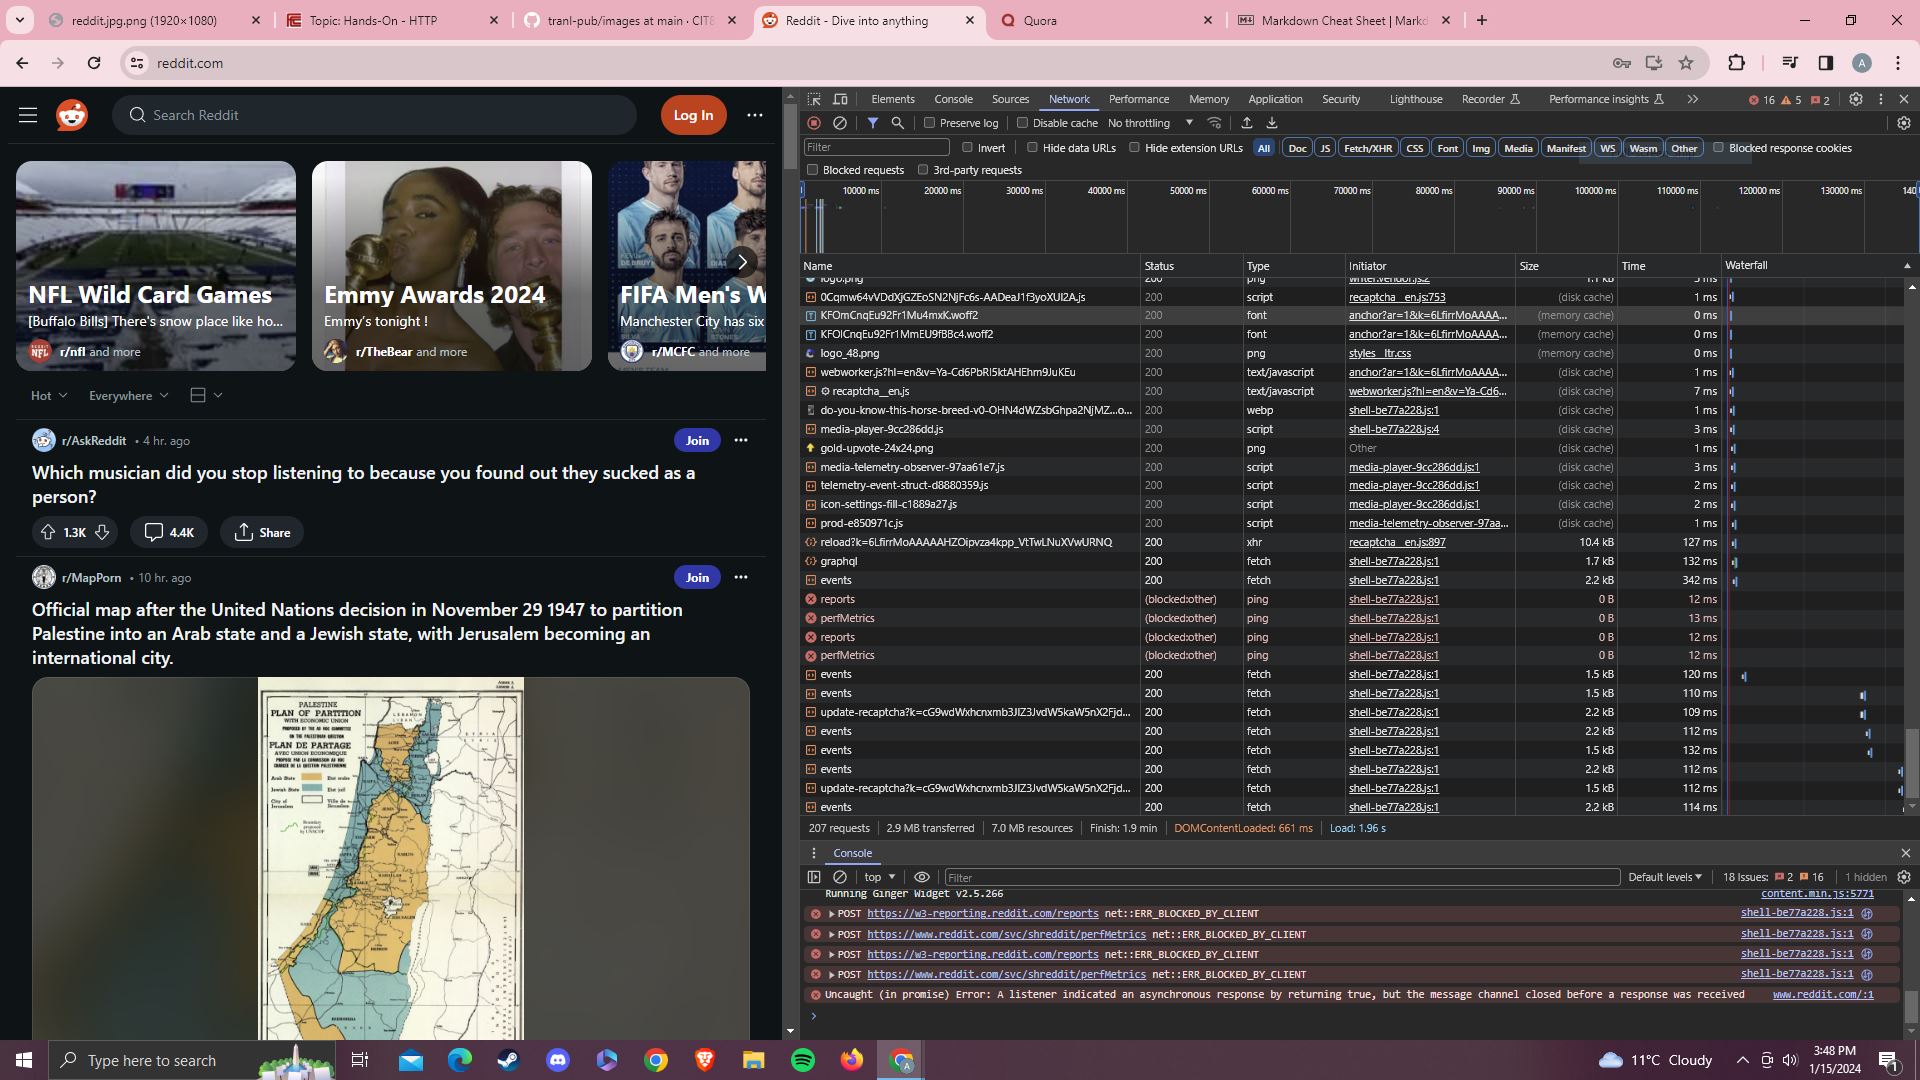 reddit.jpg.png (1920×1080)
Topic: Hands-On - HTTP
tranl-pub/images at main · CIT
Reddit - Dive into anything
Quora
Markdown Cheat Sheet | Markd
reddit.com
A
Search Reddit
Log In
NFL Wild Card Games
[Buffalo Bills] There's snow place like ho...
r/nfl and more
Emmy Awards 2024
Emmy's tonight !
r/TheBear and more
FIFA Men's W
Manchester City has six
r/MCFC and more
Hot
Everywhere
r/AskReddit • 4 hr. ago
Join
Which musician did you stop listening to because you found out they sucked as a
person?
1.3K
4.4K
Share
r/MapPorn • 10 hr. ago
Join
Official map after the United Nations decision in November 29 1947 to partition
Palestine into an Arab state and a Jewish state, with Jerusalem becoming an
international city.
PALESTINE
PLAN OF PARTITION
WITH ECONOMIC UNION
PLAN DE PARTAGE
AVEC UNION ECONOMIQUE
Arab State
Jewish State
City of
Jerusalem
Ville de
Jérusalem
Elements Console Sources Network Performance Memory Application Security Lighthouse Recorder Performance insights 16 5 2
Preserve log Disable cache No throttling
Filter Invert Hide data URLs Hide extension URLs All Doc JS Fetch/XHR CSS Font Img Media Manifest WS Wasm Other Blocked response cookies
Blocked requests 3rd-party requests
10000 ms 20000 ms 30000 ms 40000 ms 50000 ms 60000 ms 70000 ms 80000 ms 90000 ms 100000 ms 110000 ms 120000 ms 130000 ms 140
Name Status Type Initiator Size Time Waterfall
logo.png 200 png 1.1 kB 5 ms
200 script recaptcha__en.js:753 (disk cache) 1 ms
KFOmCnqEu92Fr1Mu4mxK.woff2 200 font anchor?ar=1&k=6LfirrMoAAAA... (memory cache) 0 ms
KFOlCnqEu92Fr1MmEU9fBBc4.woff2 200 font anchor?ar=1&k=6LfirrMoAAAA... (memory cache) 0 ms
logo_48.png 200 png styles__ltr.css (memory cache) 0 ms
webworker.js?hl=en&v=Ya-Cd6PbRI5ktAHEhm9JuKEu 200 text/javascript anchor?ar=1&k=6LfirrMoAAAA... (disk cache) 1 ms
recaptcha__en.js 200 text/javascript webworker.js?hl=en&v=Ya-Cd6... (disk cache) 7 ms
do-you-know-this-horse-breed-v0-OHN4dWZsbGhpa2NjMZ...o... 200 webp shell-be77a228.js:1 (disk cache) 1 ms
media-player-9cc286dd.js 200 script shell-be77a228.js:4 (disk cache) 3 ms
gold-upvote-24x24.png 200 png Other (disk cache) 1 ms
media-telemetry-observer-97aa61e7.js 200 script media-player-9cc286dd.js:1 (disk cache) 3 ms
telemetry-event-struct-d8880359.js 200 script media-player-9cc286dd.js:1 (disk cache) 2 ms
icon-settings-fill-c1889a27.js 200 script media-player-9cc286dd.js:1 (disk cache) 2 ms
prod-e850971c.js 200 script media-telemetry-observer-97aa... (disk cache) 1 ms
reload?k=6LfirrMoAAAAAHZOipvza4kpp_VtTwLNuXVwURNQ 200 xhr recaptcha__en.js:897 10.4 kB 127 ms
graphql 200 fetch shell-be77a228.js:1 1.7 kB 132 ms
events 200 fetch shell-be77a228.js:1 2.2 kB 342 ms
reports (blocked:other) ping shell-be77a228.js:1 0 B 12 ms
perfMetrics (blocked:other) ping shell-be77a228.js:1 0 B 13 ms
reports (blocked:other) ping shell-be77a228.js:1 0 B 12 ms
perfMetrics (blocked:other) ping shell-be77a228.js:1 0 B 12 ms
events 200 fetch shell-be77a228.js:1 1.5 kB 120 ms
events 200 fetch shell-be77a228.js:1 1.5 kB 110 ms
update-recaptcha?k=cG9wdWxhcnxmb3JlZ3JvdW5kaW5nX2Fjd... 200 fetch shell-be77a228.js:1 2.2 kB 109 ms
events 200 fetch shell-be77a228.js:1 2.2 kB 112 ms
events 200 fetch shell-be77a228.js:1 1.5 kB 132 ms
events 200 fetch shell-be77a228.js:1 2.2 kB 112 ms
update-recaptcha?k=cG9wdWxhcnxmb3JlZ3JvdW5kaW5nX2Fjd... 200 fetch shell-be77a228.js:1 1.5 kB 112 ms
events 200 fetch shell-be77a228.js:1 2.2 kB 114 ms
207 requests 2.9 MB transferred 7.0 MB resources Finish: 1.9 min DOMContentLoaded: 661 ms Load: 1.96 s
Console
top Filter Default levels 18 Issues: 2 16 1 hidden
Running Ginger Widget v2.5.266 content.min.js:5771
POST https://w3-reporting.reddit.com/reports net::ERR_BLOCKED_BY_CLIENT shell-be77a228.js:1
POST https://www.reddit.com/svc/shreddit/perfMetrics net::ERR_BLOCKED_BY_CLIENT shell-be77a228.js:1
POST https://w3-reporting.reddit.com/reports net::ERR_BLOCKED_BY_CLIENT shell-be77a228.js:1
POST https://www.reddit.com/svc/shreddit/perfMetrics net::ERR_BLOCKED_BY_CLIENT shell-be77a228.js:1
Uncaught (in promise) Error: A listener indicated an asynchronous response by returning true, but the message channel closed before a response was received www.reddit.com/:1
Type here to search
11°C Cloudy
3:48 PM
1/15/2024
1